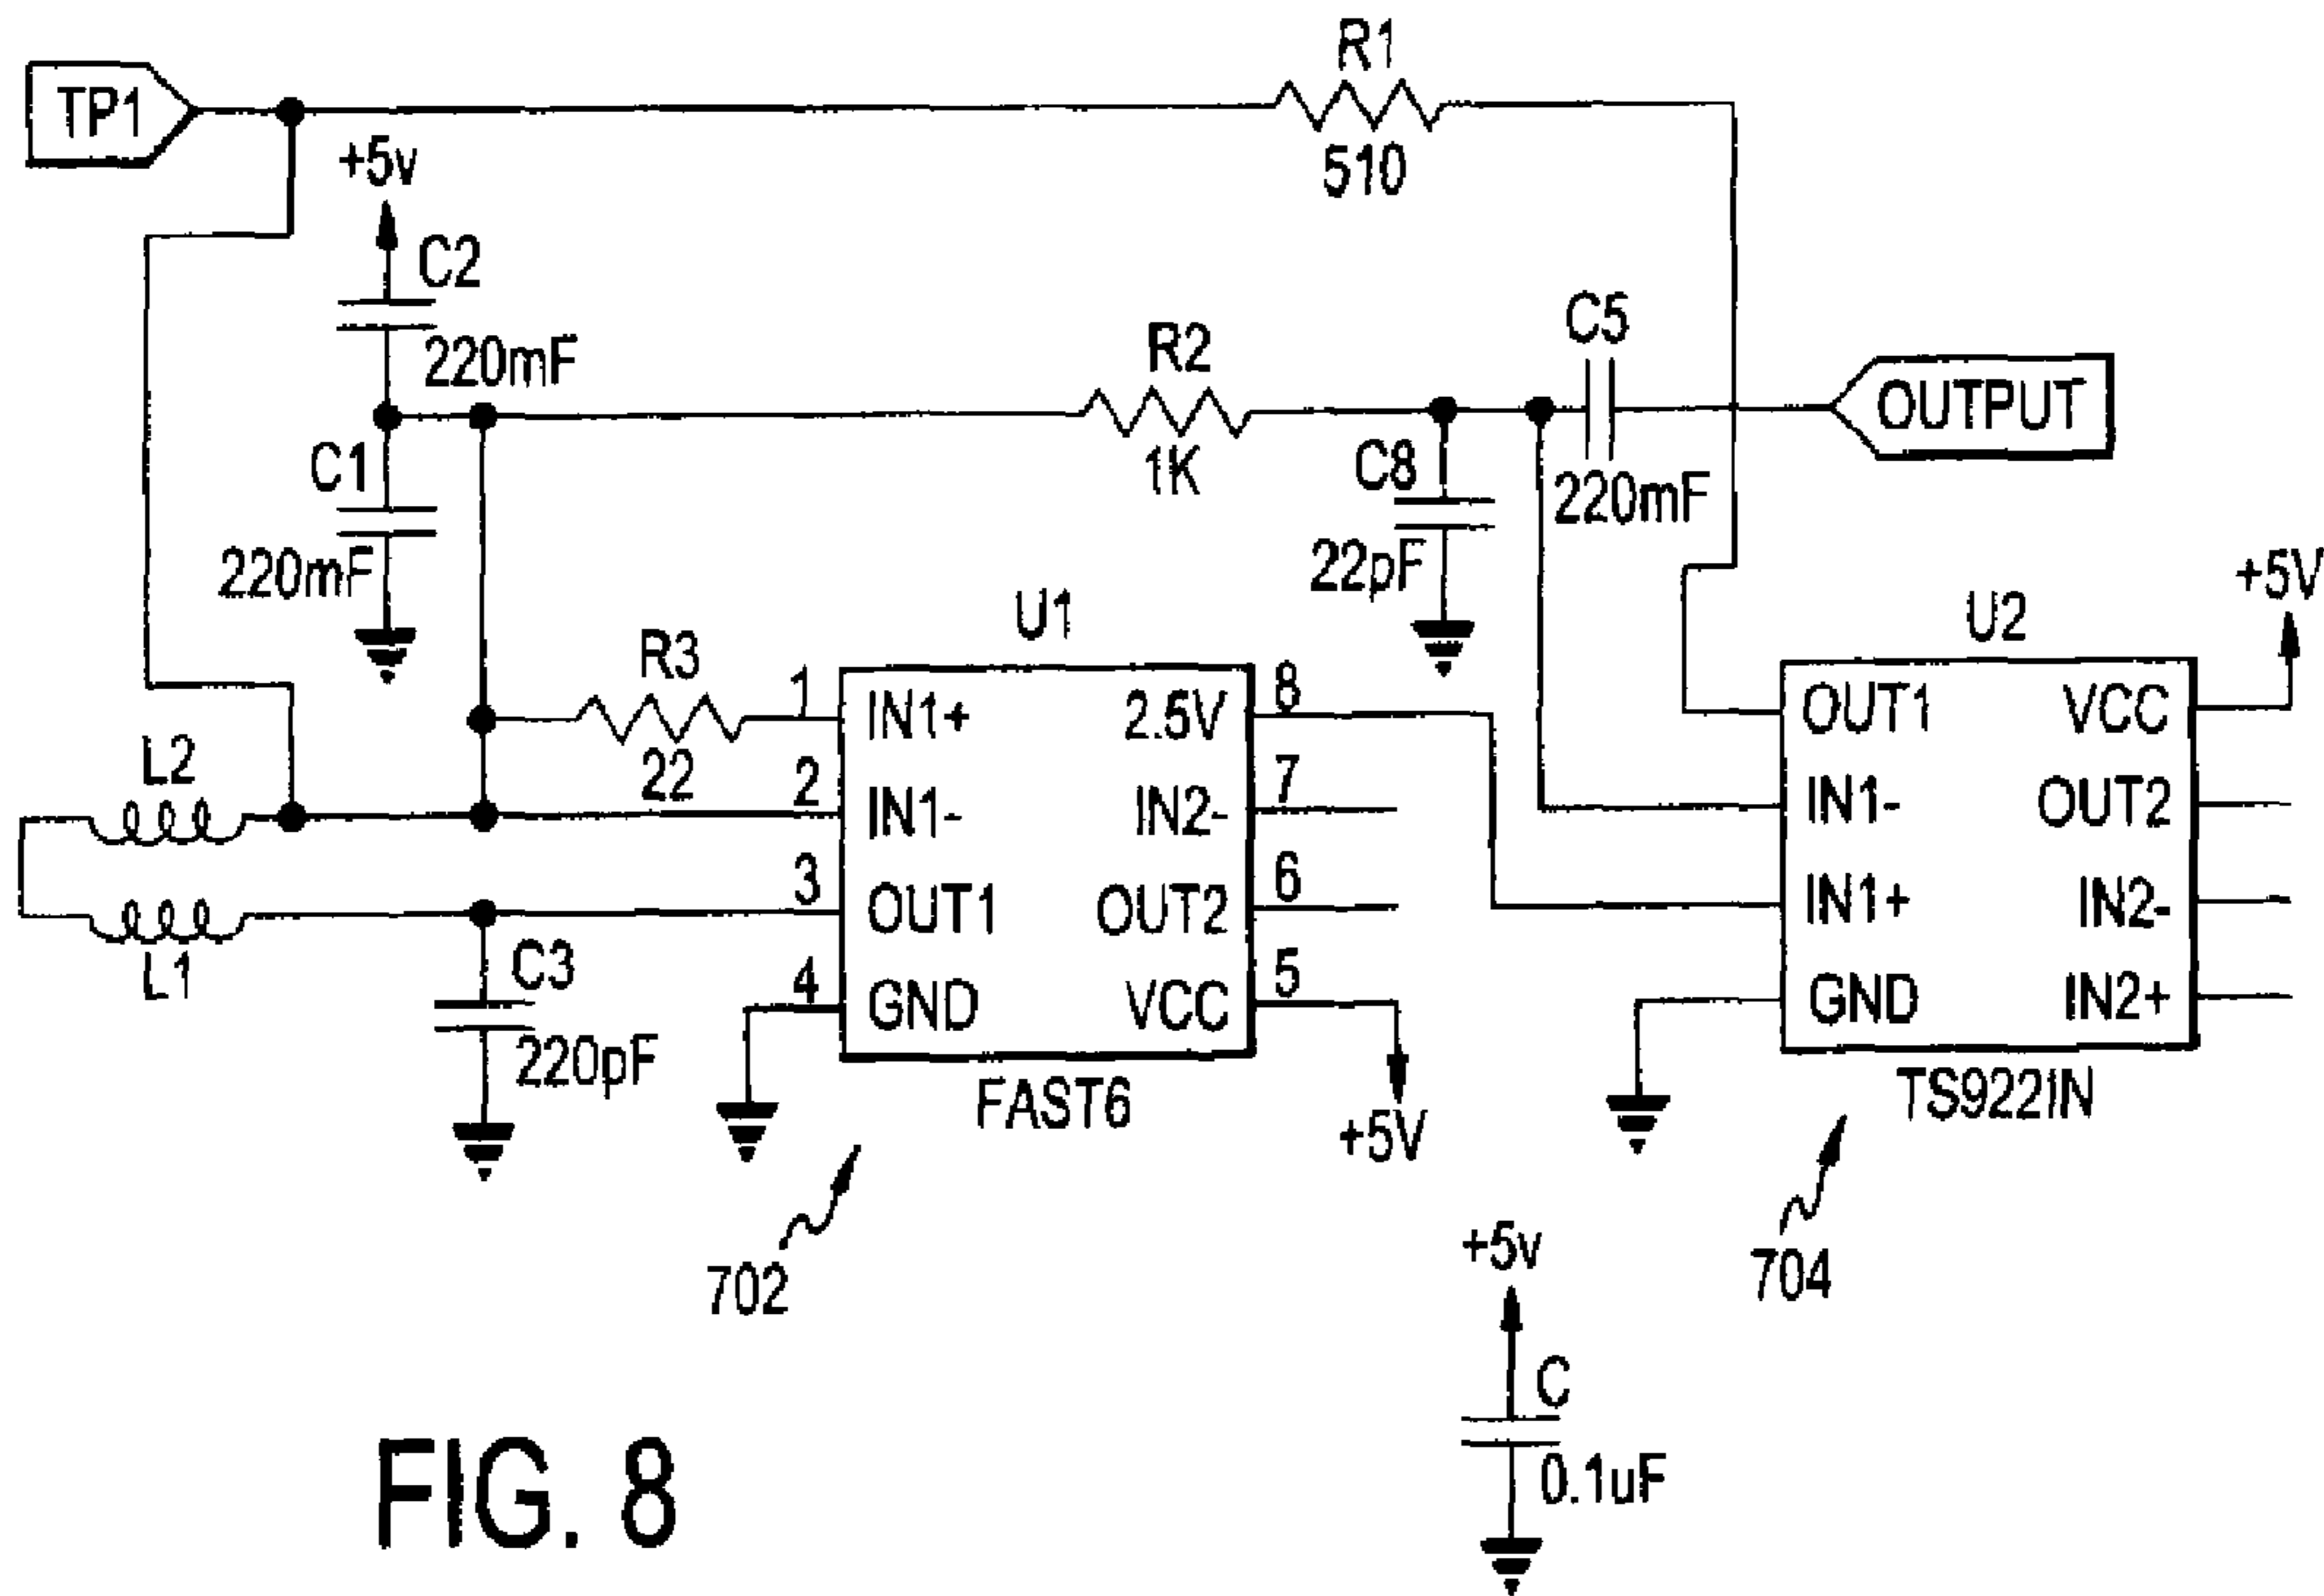 R1
TP1
510
+5v
C2
220mF
R2
1K
C5
220mF
OUTPUT
C1
220mF
C8
22pF
R3
22
U1
1
2
3
4
IN1+
IN1-
OUT1
GND
2.5V
IN2-
OUT2
VCC
8
7
6
5
FAST6
+5V
702
U2
+5V
OUT1
IN1-
IN1+
GND
VCC
OUT2
IN2-
IN2+
TS922IN
704
L2
L1
C3
220pF
+5v
C
0.1uF
FIG. 8